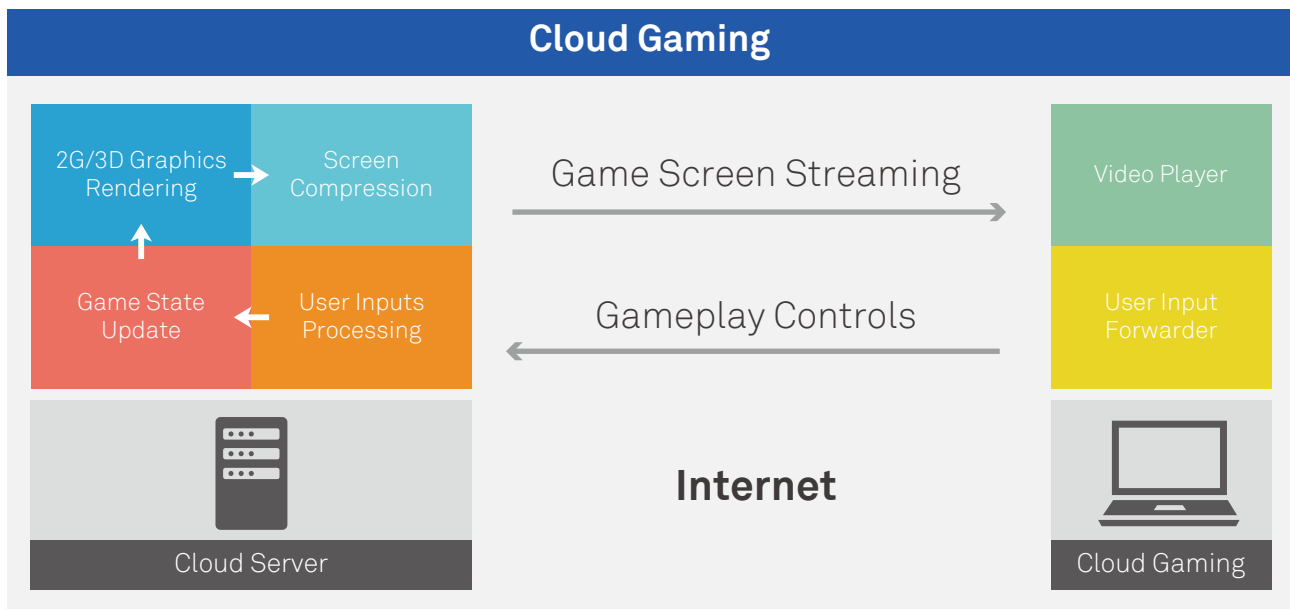 Cloud Gaming
2G/3D Graphics
Rendering
Screen
Compression
Game Screen Streaming
Video Player
Game State
Update
User Inputs
Processing
Gameplay Controls
User Input
Forwarder
Internet
Cloud Server
Cloud Gaming